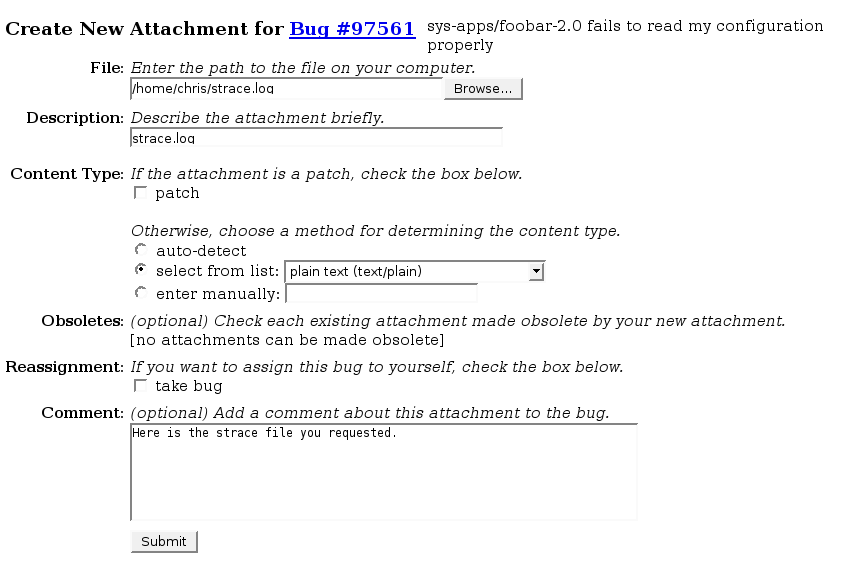 Create New Attachment for Bug #97561 sys-apps/foobar-2.0 fails to read my configuration
properly
File: Enter the path to the file on your computer.
/home/chris/strace.log Browse...
Description: Describe the attachment briefly.
strace.log
Content Type: If the attachment is a patch, check the box below.
patch
Otherwise, choose a method for determining the content type.
auto-detect
select from list: plain text (text/plain)
enter manually:
Obsoletes: (optional) Check each existing attachment made obsolete by your new attachment.
[no attachments can be made obsolete]
Reassignment: If you want to assign this bug to yourself, check the box below.
take bug
Comment: (optional) Add a comment about this attachment to the bug.
Here is the strace file you requested.
Submit